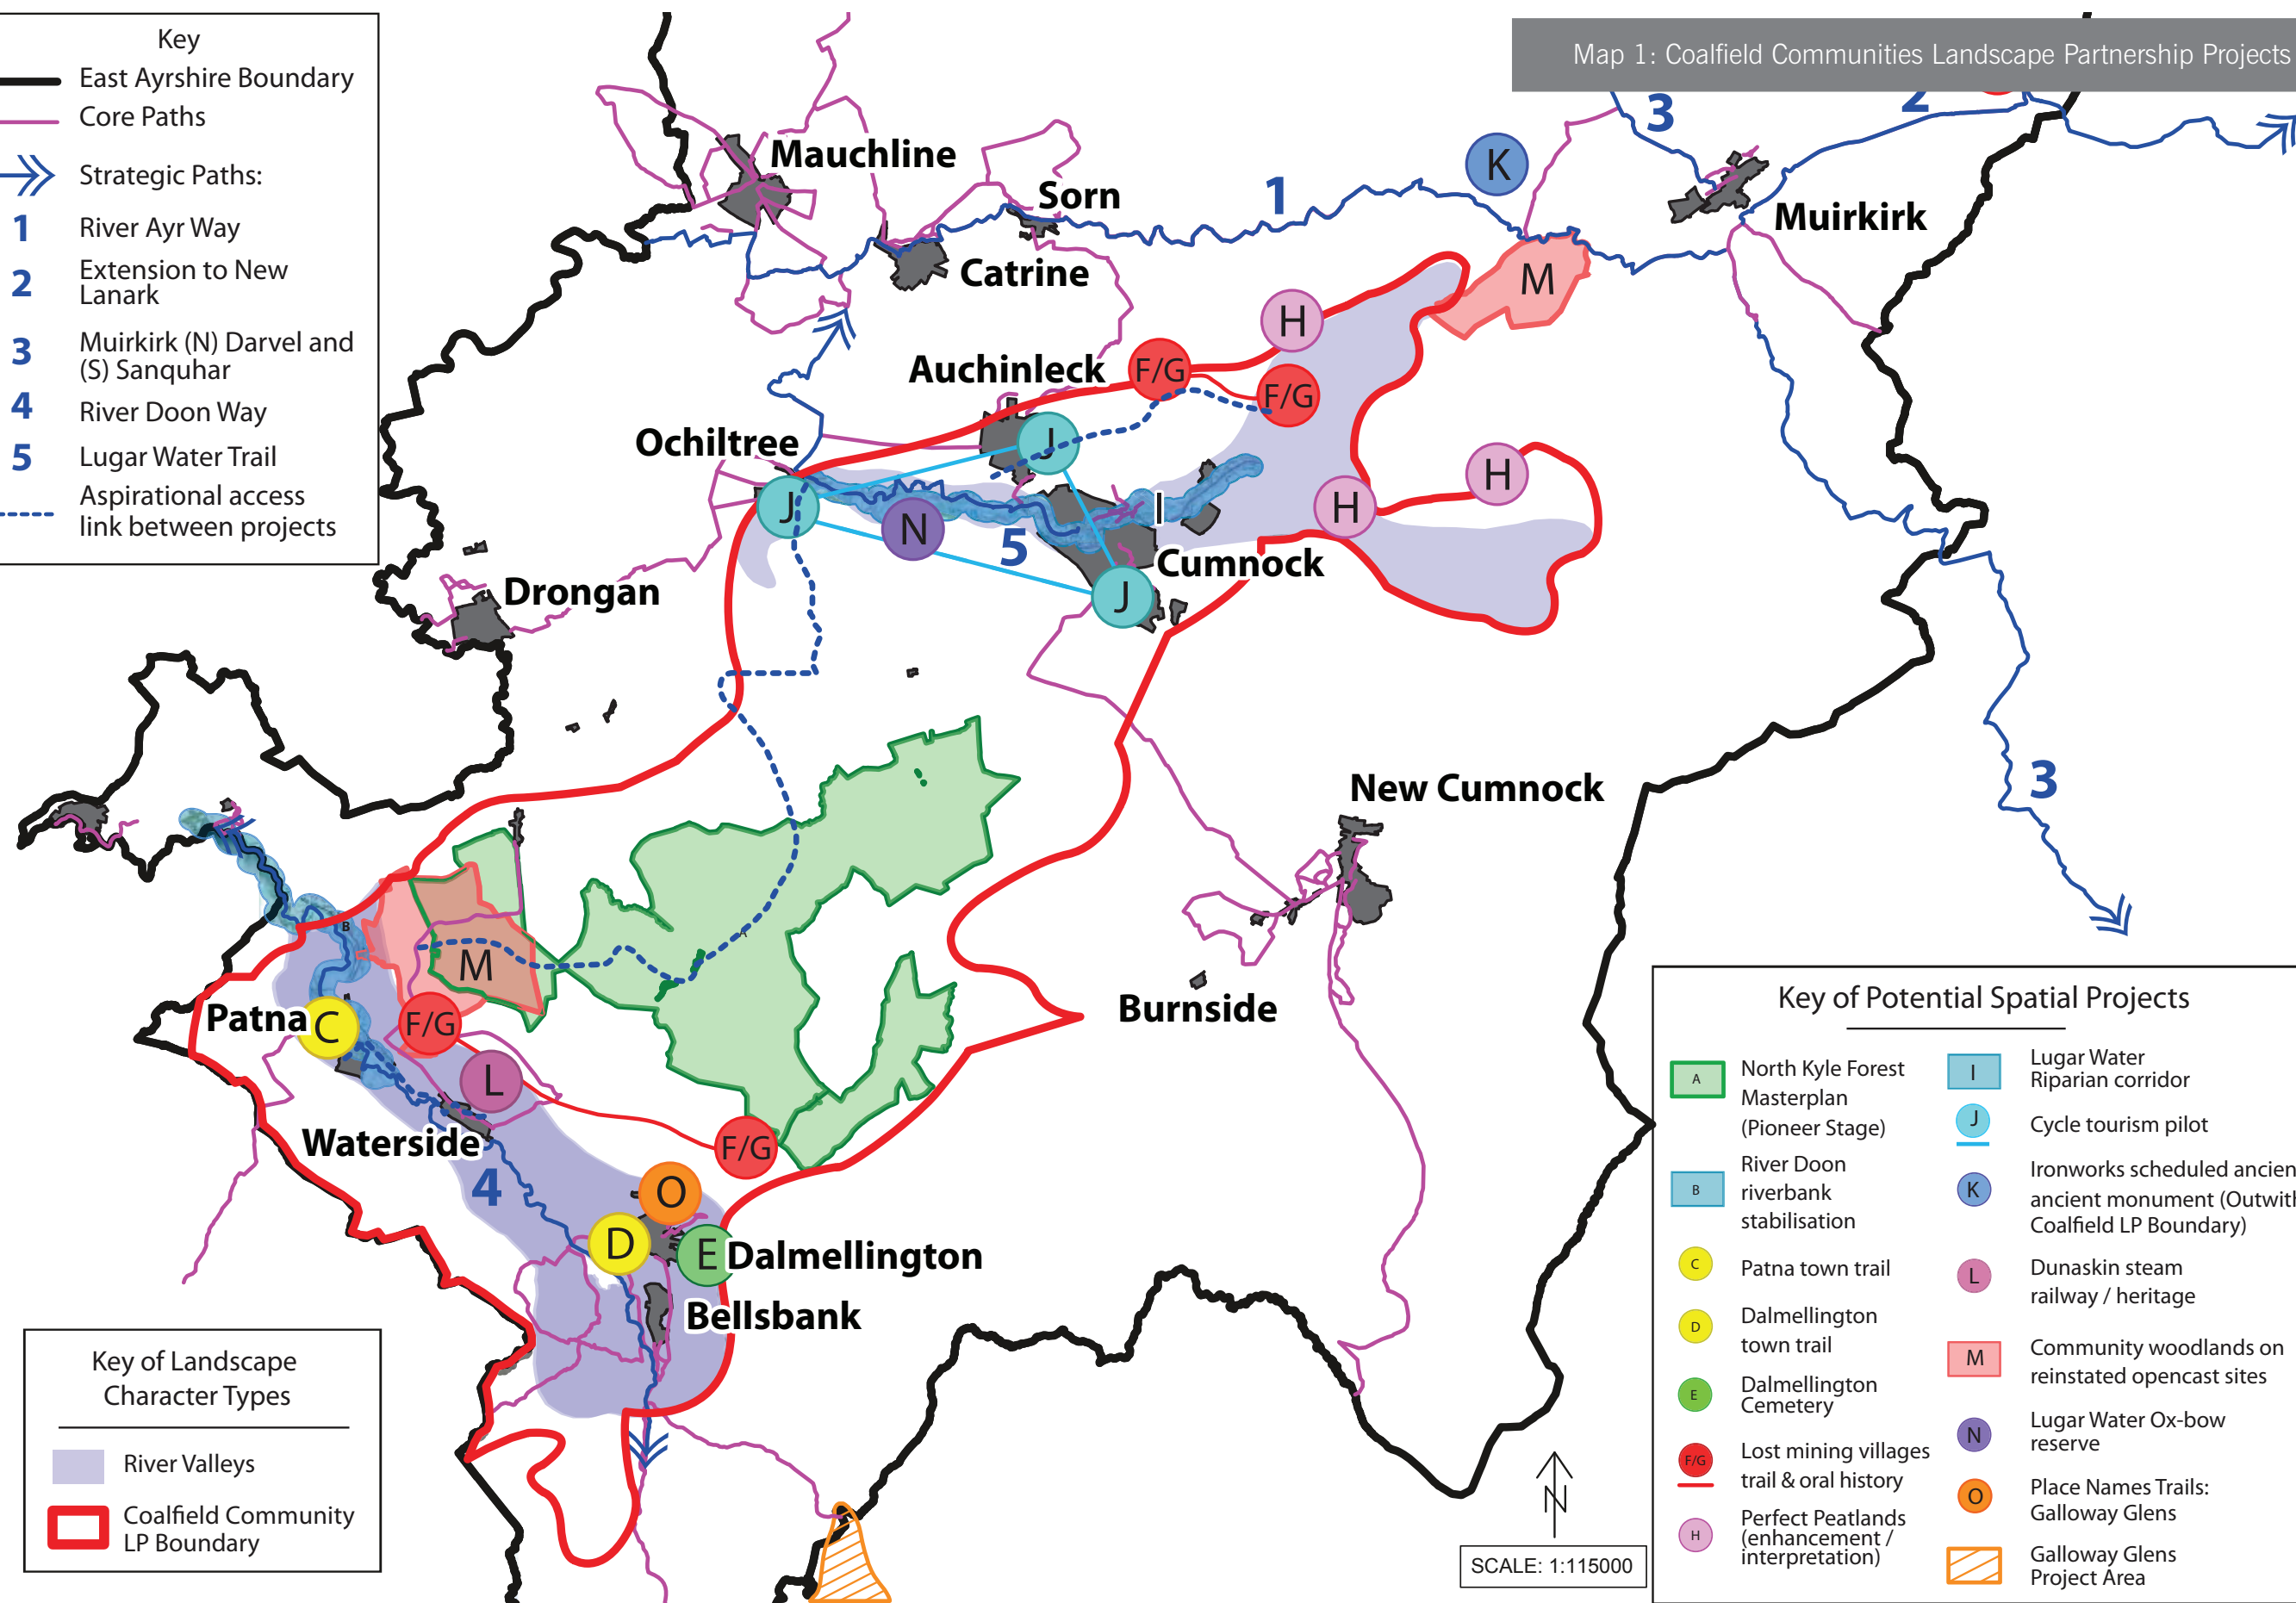 Map 1: Coalfield Communities Landscape Partnership Projects
Key
East Ayrshire Boundary
Core Paths
Strategic Paths:
1 River Ayr Way
2 Extension to New
Lanark
3 Muirkirk (N) Darvel and
(S) Sanquhar
4 River Doon Way
5 Lugar Water Trail
Aspirational access
link between projects
3
2
K
Mauchline
Sorn
1
Muirkirk
Catrine
M
H
Auchinleck
F/G
F/G
Ochiltree
J
H
J
N
I
H
5
Cumnock
J
Drongan
New Cumnock
3
B
A
M
Patna
C
F/G
Burnside
L
Waterside
F/G
4
O
D
E
Dalmellington
Bellsbank
Key of Landscape
Character Types
River Valleys
Coalfield Community
LP Boundary
N
SCALE: 1:115000
Key of Potential Spatial Projects
A
North Kyle Forest
Masterplan
(Pioneer Stage)
B
River Doon
riverbank
stabilisation
C
Patna town trail
D
Dalmellington
town trail
E
Dalmellington
Cemetery
F/G
Lost mining villages
trail & oral history
H
Perfect Peatlands
(enhancement /
interpretation)
I
Lugar Water
Riparian corridor
J
Cycle tourism pilot
K
Ironworks scheduled
ancient monument
Coalfield LP Boundary)
L
Dunaskin steam
railway / heritage
M
Community woodlands on
reinstated opencast sites
N
Lugar Water Ox-bow
reserve
O
Place Names Trails:
Galloway Glens
Galloway Glens
Project Area